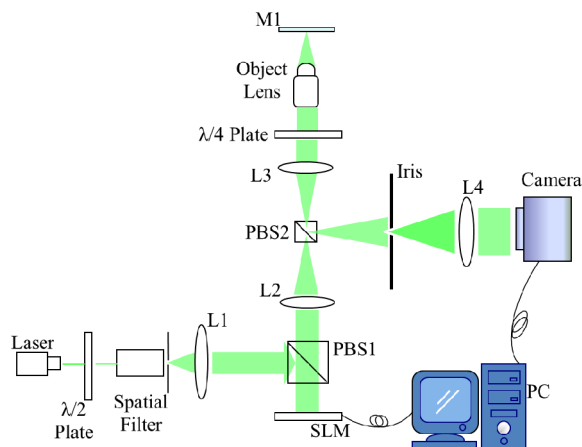 M1
Object
Lens
λ/4 Plate
L3
Iris
L4
Camera
PBS2
L2
L1
PBS1
Laser
λ/2
Plate
Spatial
Filter
SLM
PC